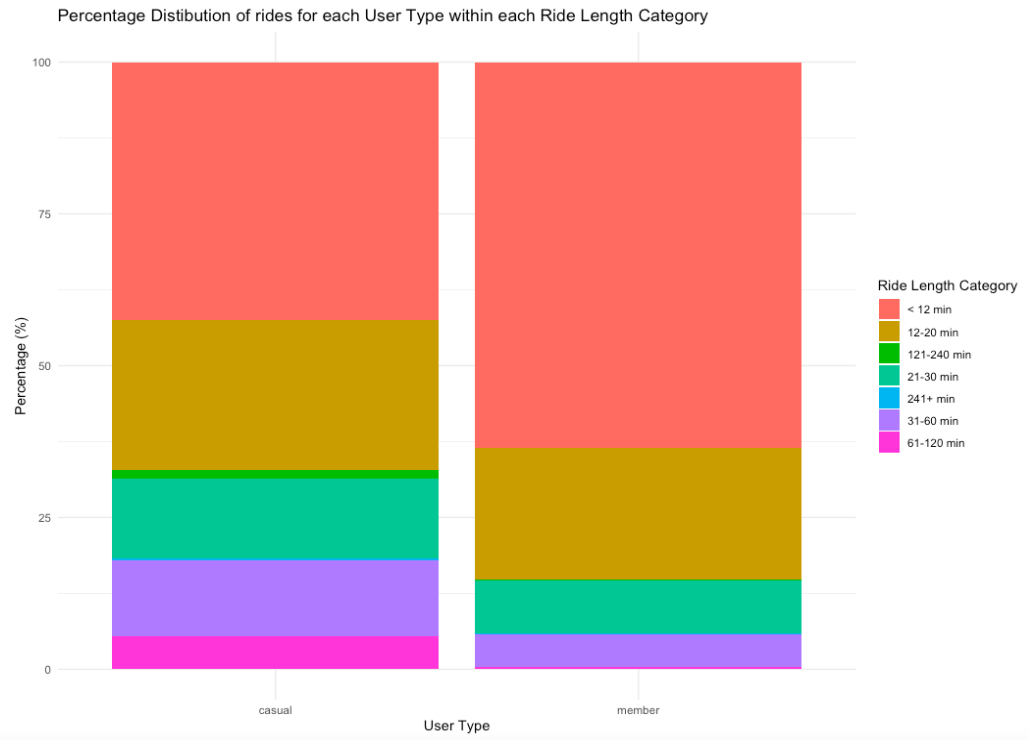 Percentage Distibution of rides for each User Type within each Ride Length Category
100
75
50
25
0
Percentage (%)
casual
member
User Type
Ride Length Category
< 12 min
12-20 min
121-240 min
21-30 min
241+ min
31-60 min
61-120 min